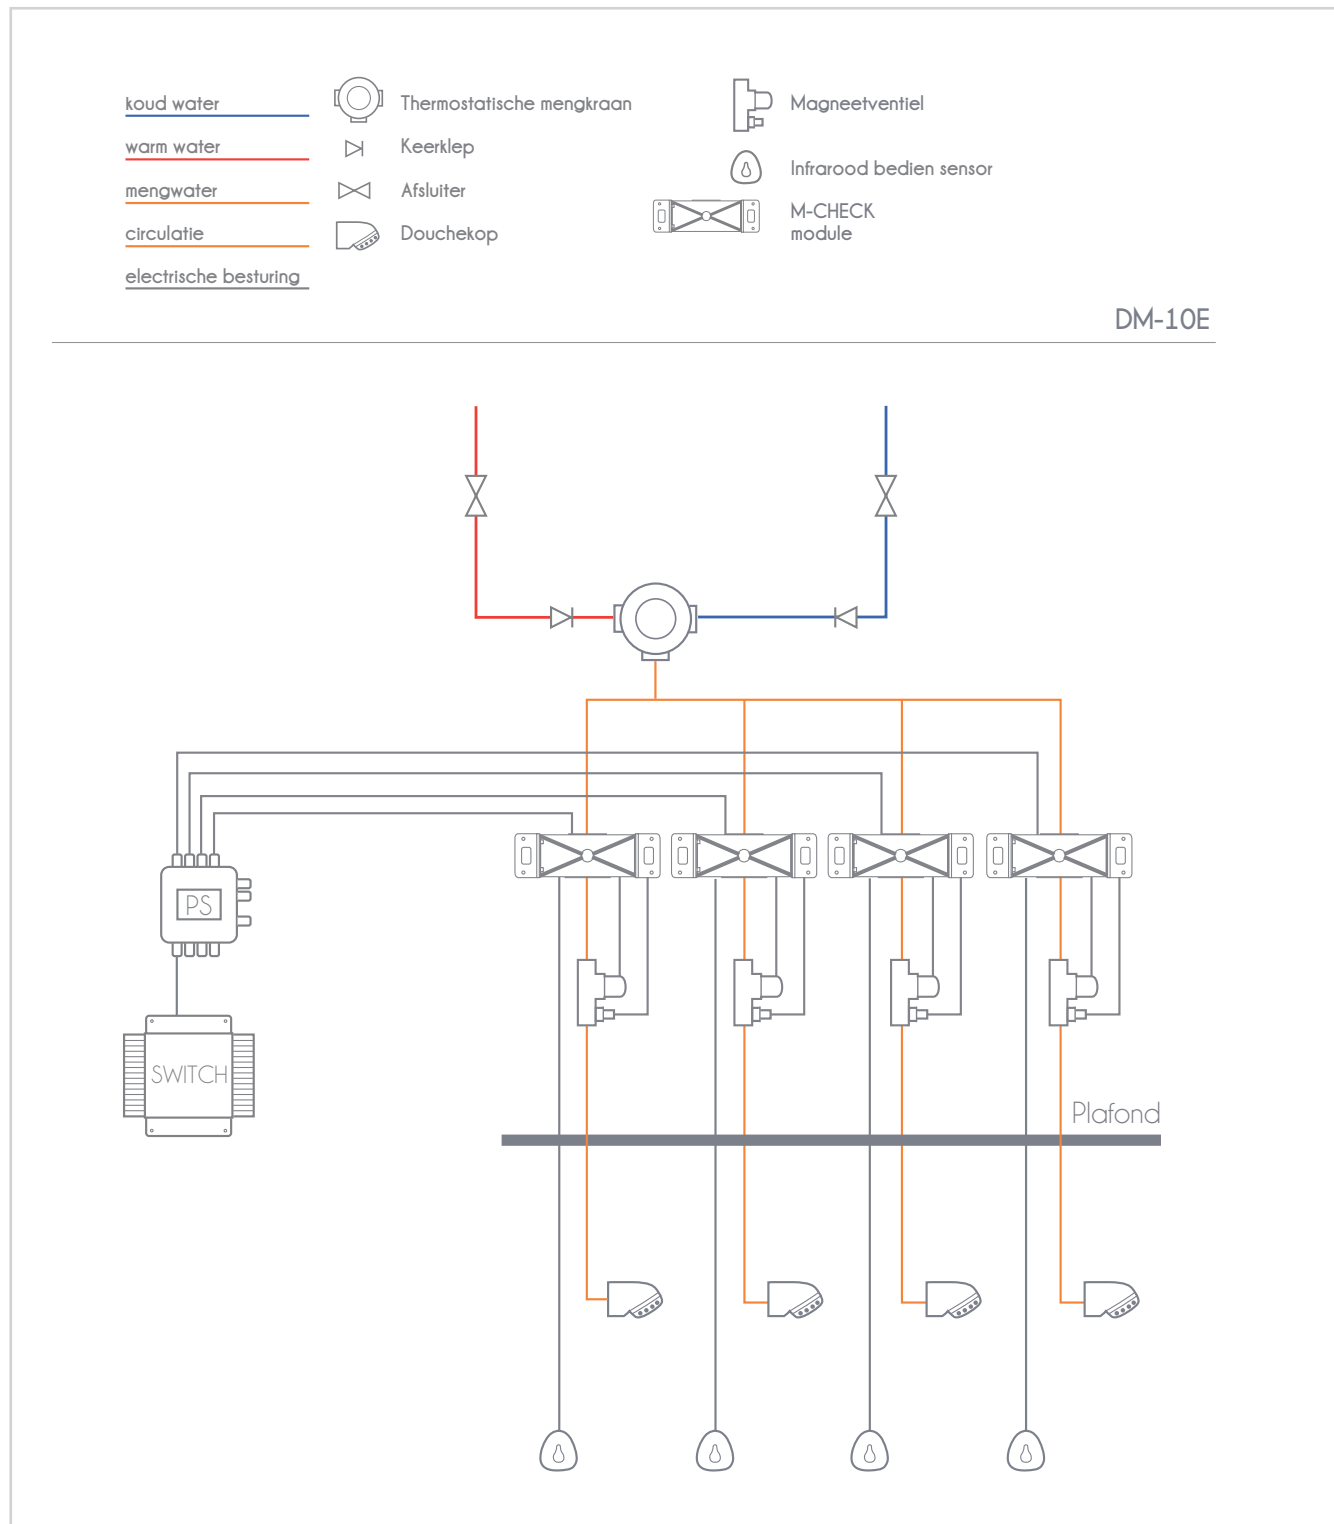 koud water
warm water
mengwater
circulatie
electrische besturing
Thermostatische mengkraan
Keerklep
Afsluiter
Douchekop
Magneetventiel
Infrarood bedien sensor
M-CHECK
module
DM-10E
PS
SWITCH
Plafond